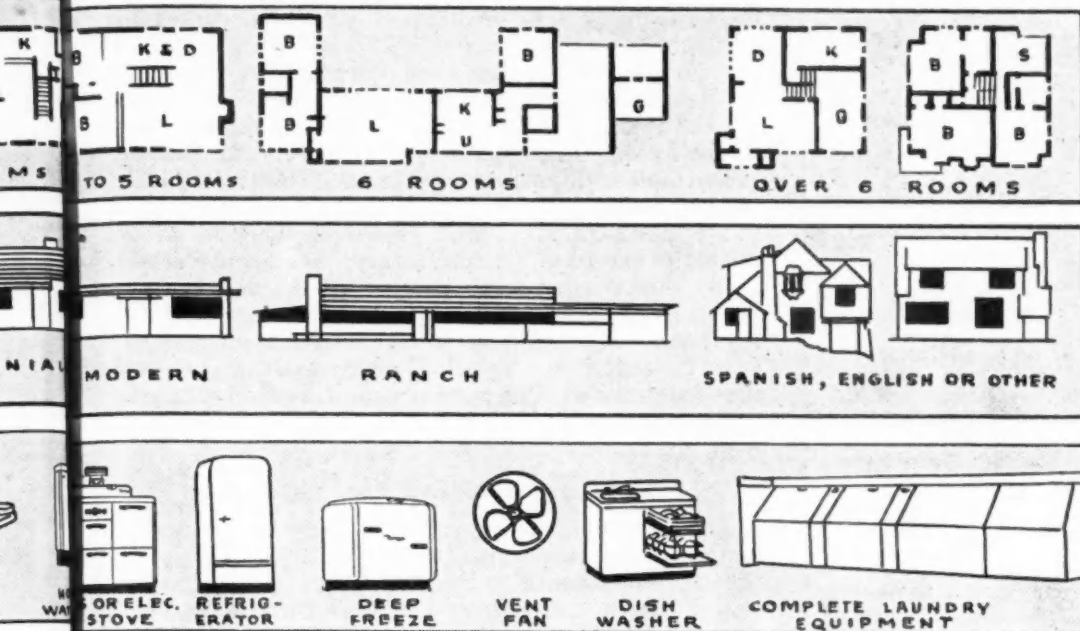 K
B
K & D
B
L
B
B
L
K
U
B
G
D
K
L
G
B
S
B
B
MS
TO 5 ROOMS
6 ROOMS
OVER 6 ROOMS
NIAL
MODERN
RANCH
SPANISH, ENGLISH OR OTHER
OR ELEC.
STOVE
REFRIG-
ERATOR
DEEP
FREEZE
VENT
FAN
DISH
WASHER
COMPLETE LAUNDRY
EQUIPMENT